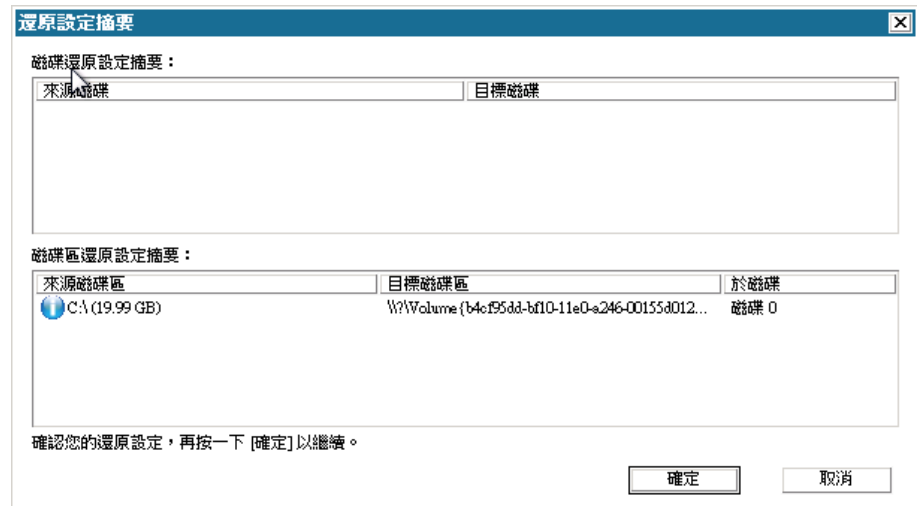 還原設定摘要
磁碟還原設定摘要：
來源磁碟 目標磁碟
磁碟區還原設定摘要：
來源磁碟區 目標磁碟區 於磁碟
C:\ (19.99 GB) \\?\Volume{b4cf95dd-bf10-11e0-a246-00155d012... 磁碟 0
確認您的還原設定，再按一下 [確定] 以繼續。
確定 取消